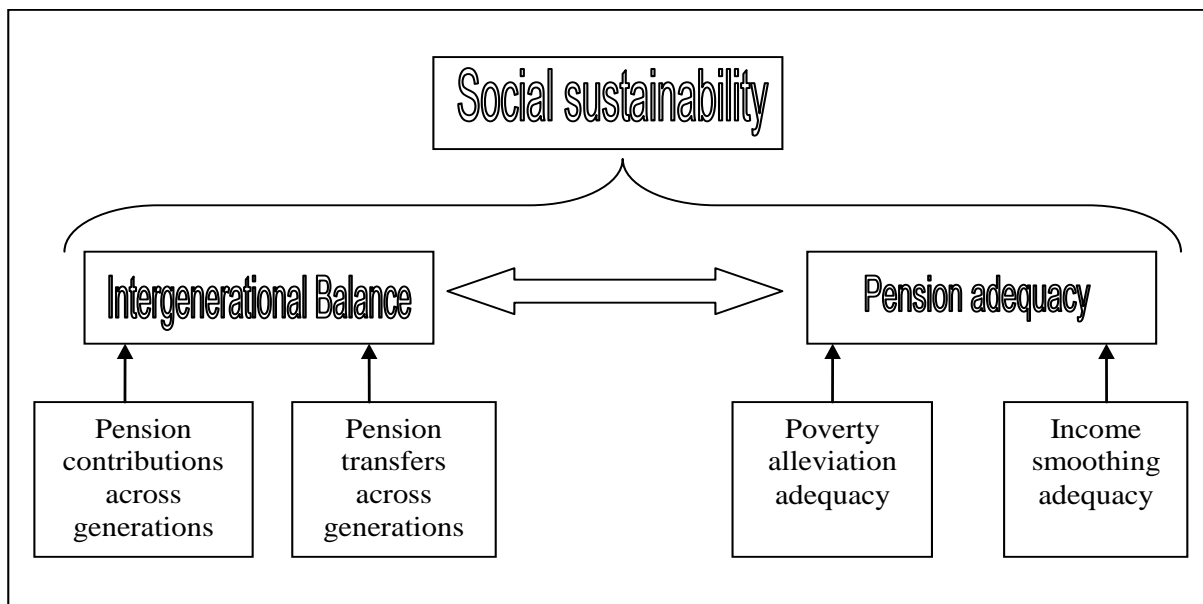 Social sustainability
Intergenerational Balance
Pension adequacy
Pension
contributions
across
generations
Pension
transfers
across
generations
Poverty
alleviation
adequacy
Income
smoothing
adequacy